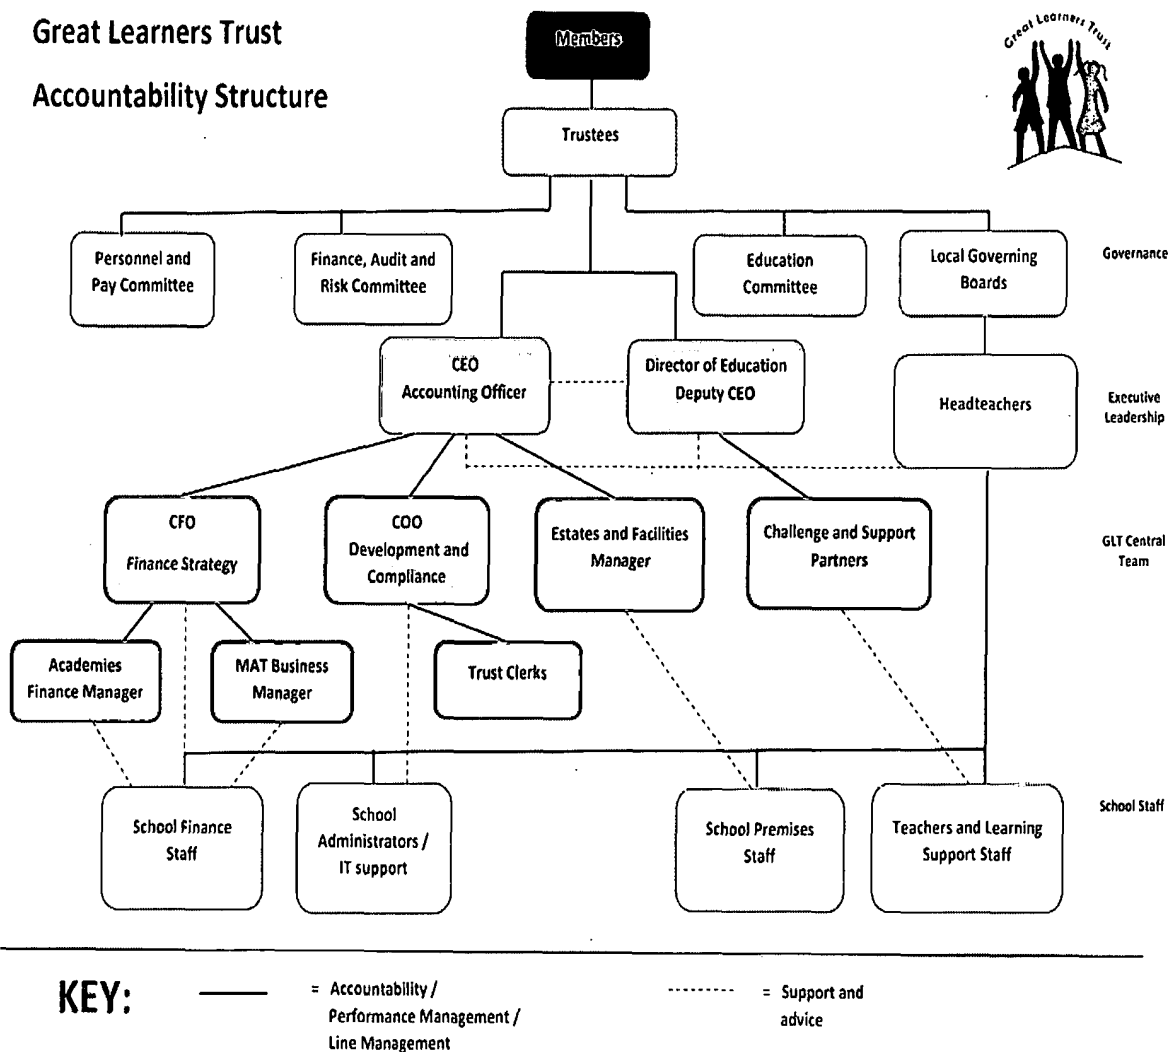 Great Learners Trust
Accountability Structure
Members
Great Learners Trust
Trustees
Personnel and
Pay Committee
Finance, Audit and
Risk Committee
Education
Committee
Local Governing
Boards
Governance
CEO
Accounting Officer
Director of Education
Deputy CEO
Headteachers
Executive
Leadership
CFO
Finance Strategy
COO
Development and
Compliance
Estates and Facilities
Manager
Challenge and Support
Partners
GLT Central
Team
Academies
Finance Manager
MAT Business
Manager
Trust Clerks
School Finance
Staff
School
Administrators /
IT support
School Premises
Staff
Teachers and Learning
Support Staff
School Staff
KEY:
= Accountability /
Performance Management /
Line Management
= Support and
advice